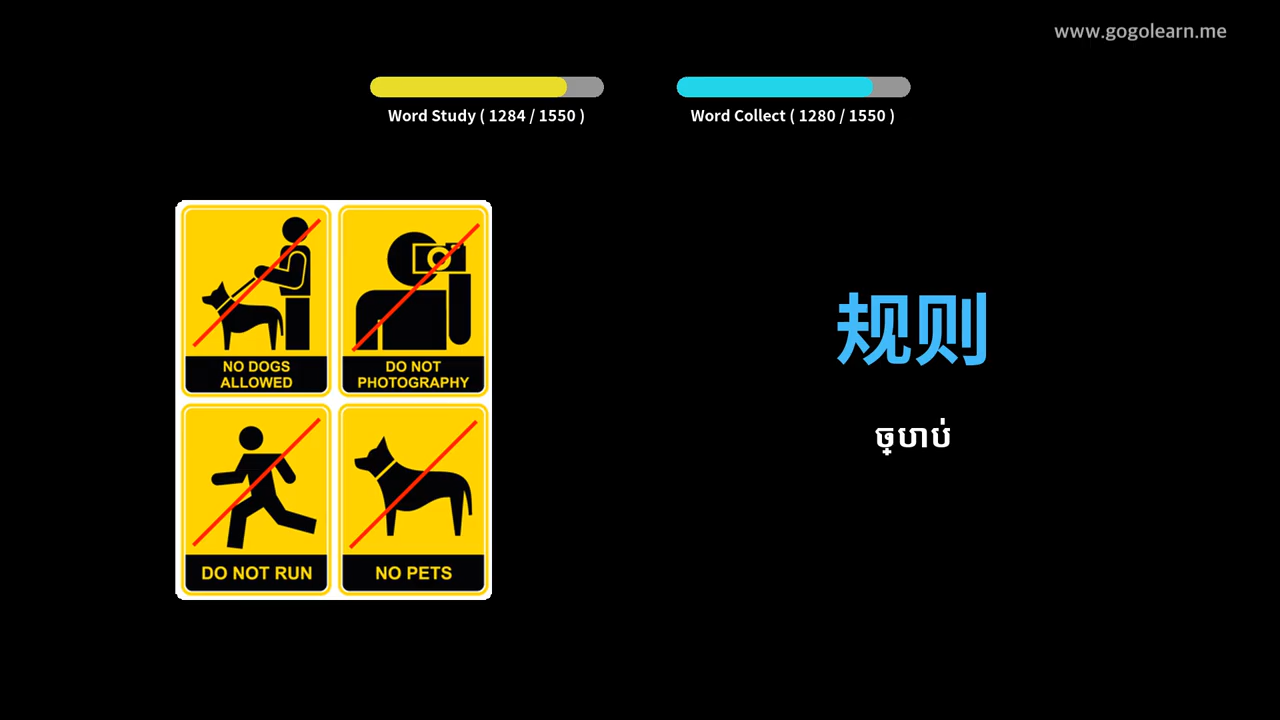 www.gogolearn.me
Word Study ( 1284 / 1550 )
Word Collect ( 1280 / 1550 )
NO DOGS
ALLOWED
DO NOT
PHOTOGRAPHY
规则
ច្បាប់
DO NOT RUN
NO PETS